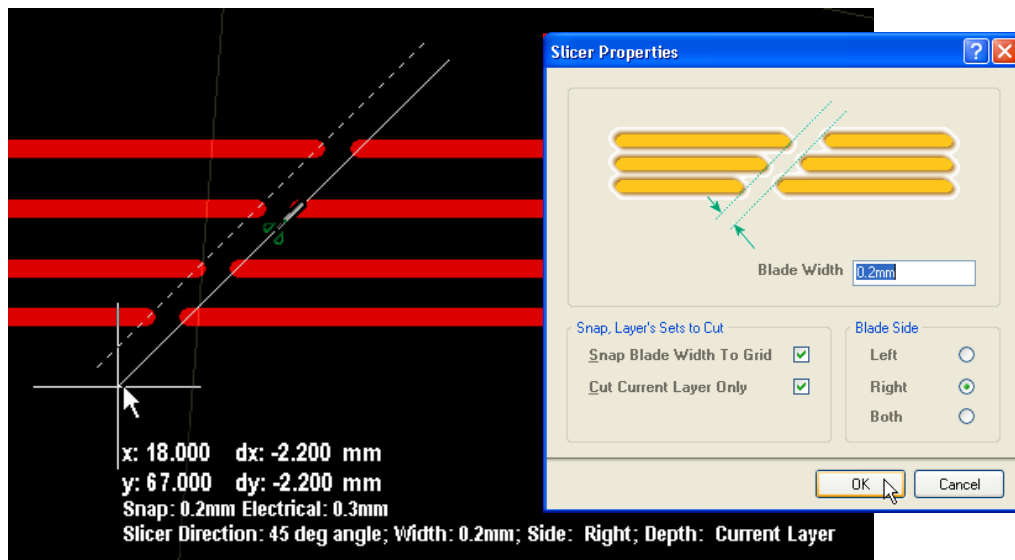 Slicer Properties
Blade Width 0.2mm
Snap, Layer's Sets to Cut
Snap Blade Width To Grid
Cut Current Layer Only
Blade Side
Left
Right
Both
OK Cancel
x: 18.000 dx: -2.200 mm
y: 67.000 dy: -2.200 mm
Snap: 0.2mm Electrical: 0.3mm
Slicer Direction: 45 deg angle; Width: 0.2mm; Side: Right; Depth: Current Layer